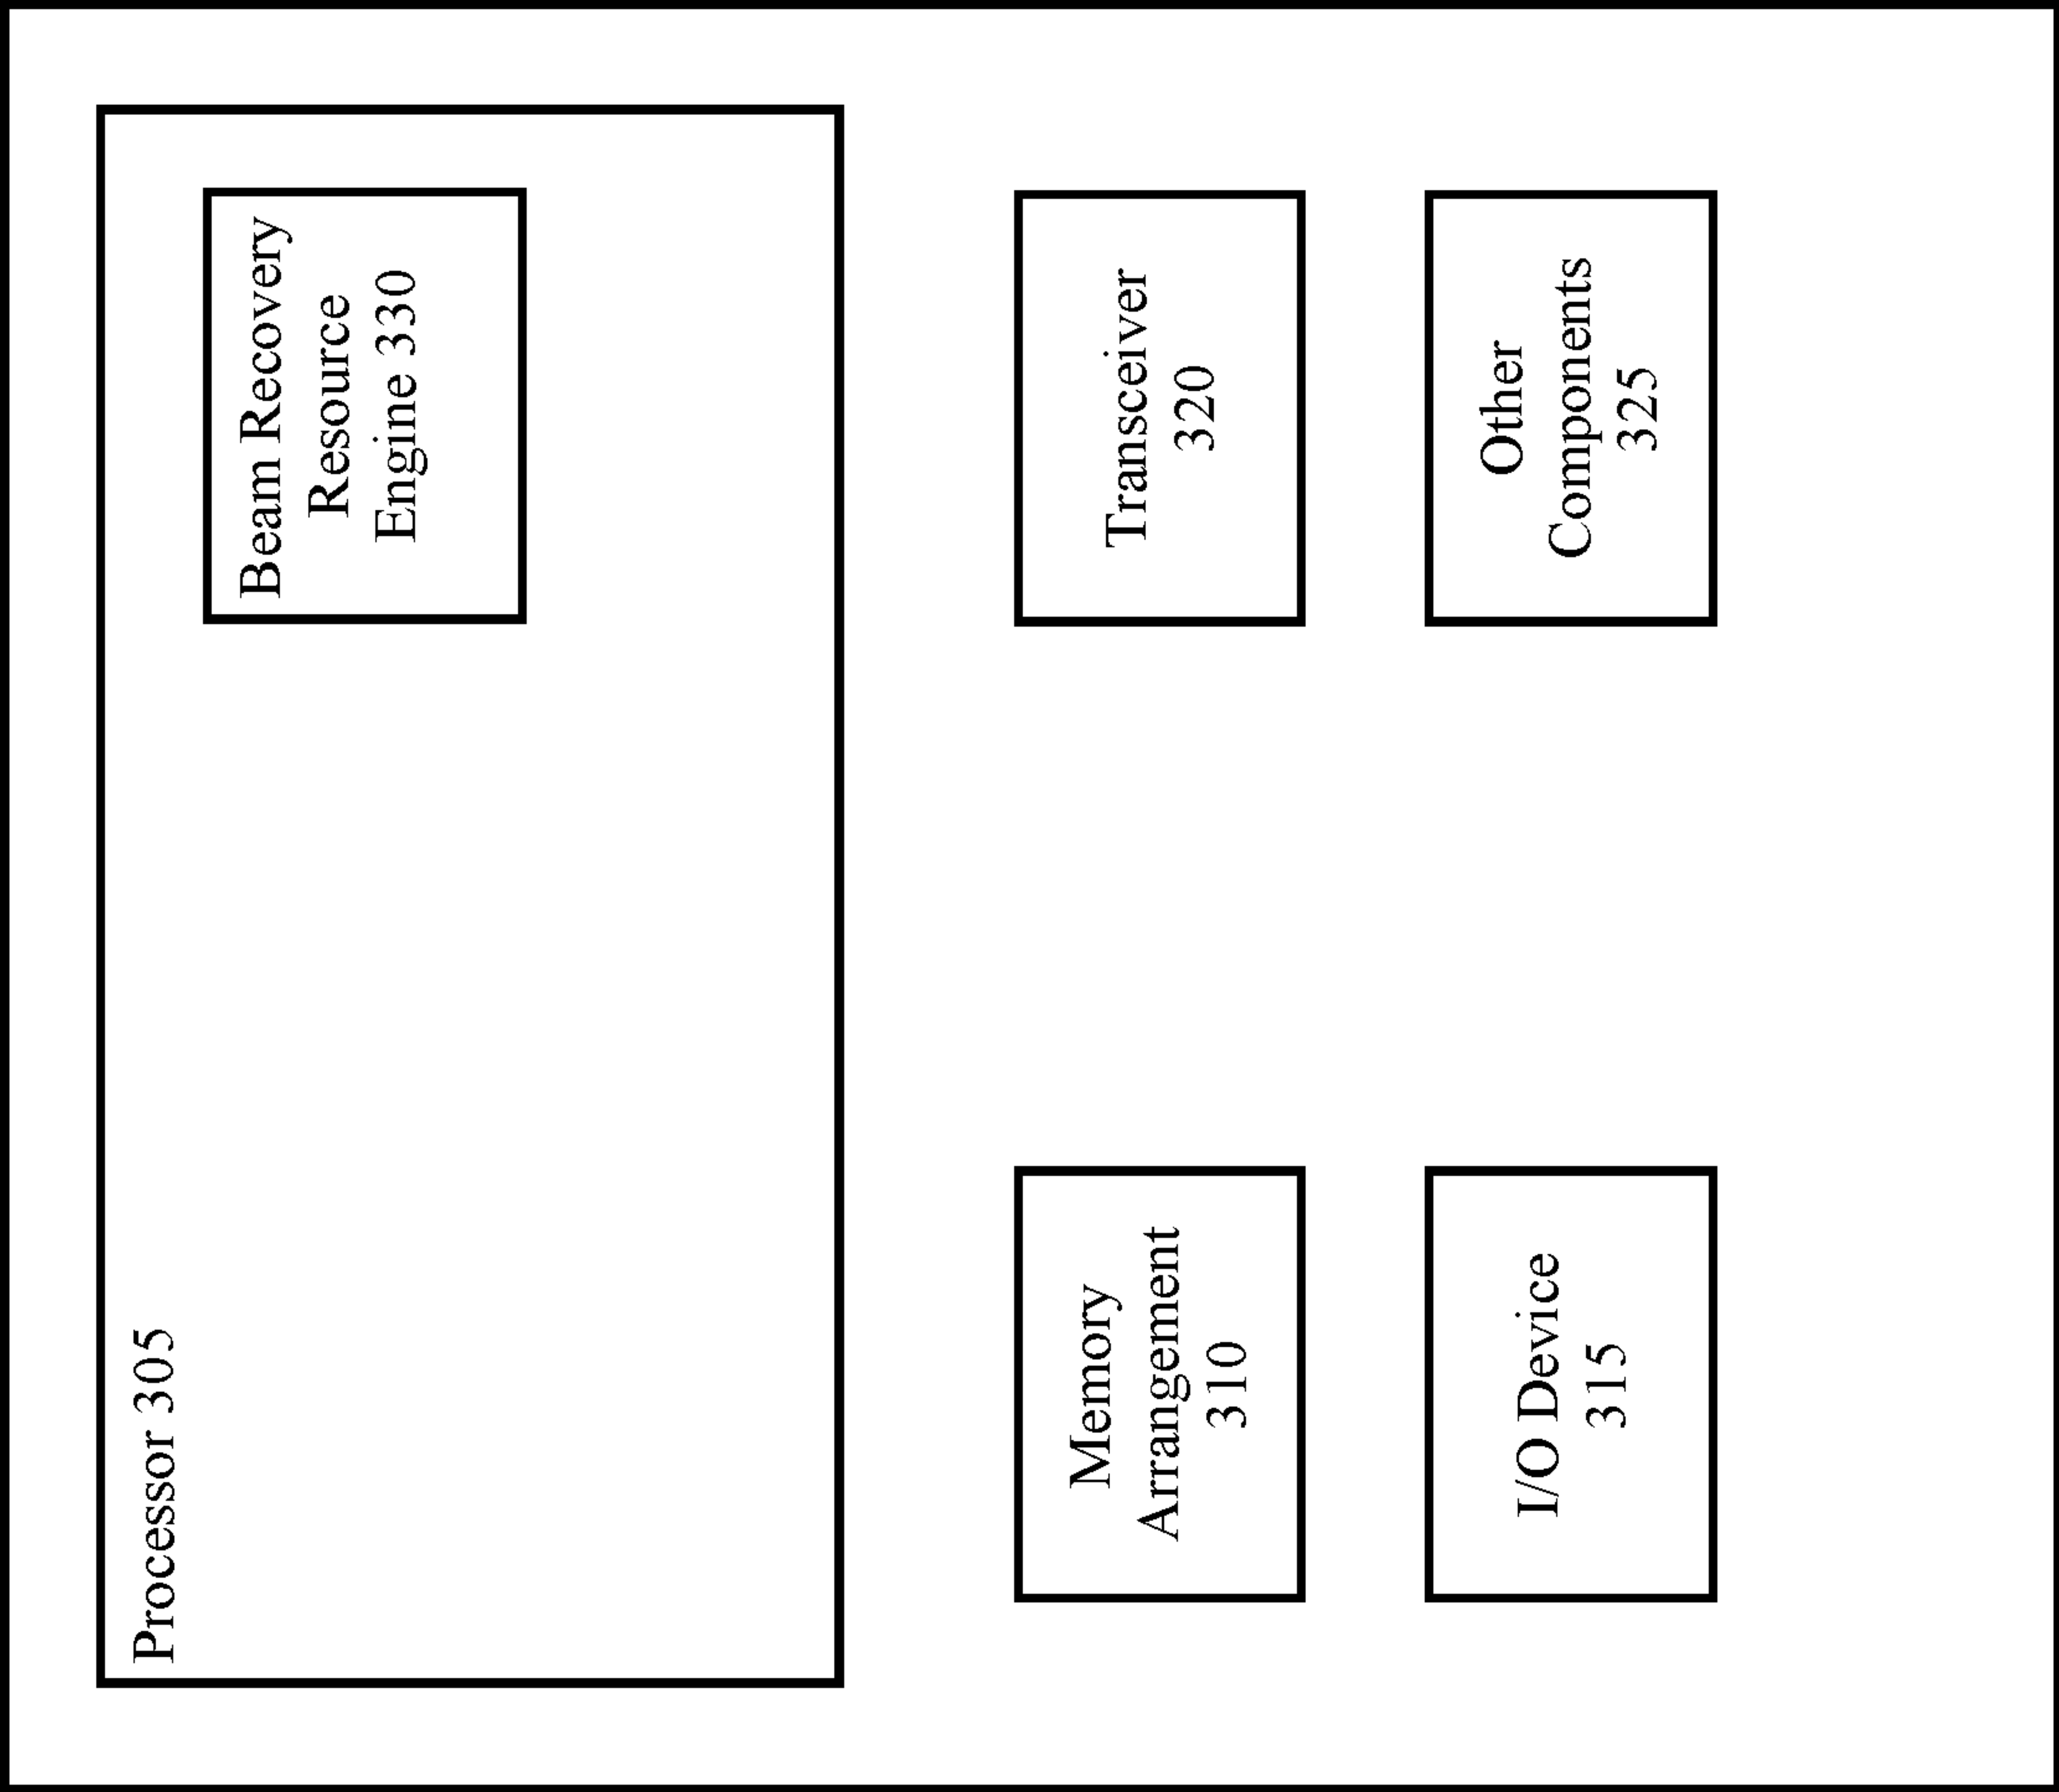 Processor 305
Beam Recovery
Resource
Engine 330
Memory
Arrangement
310
Transceiver
320
I/O Device
315
Other
Components
325